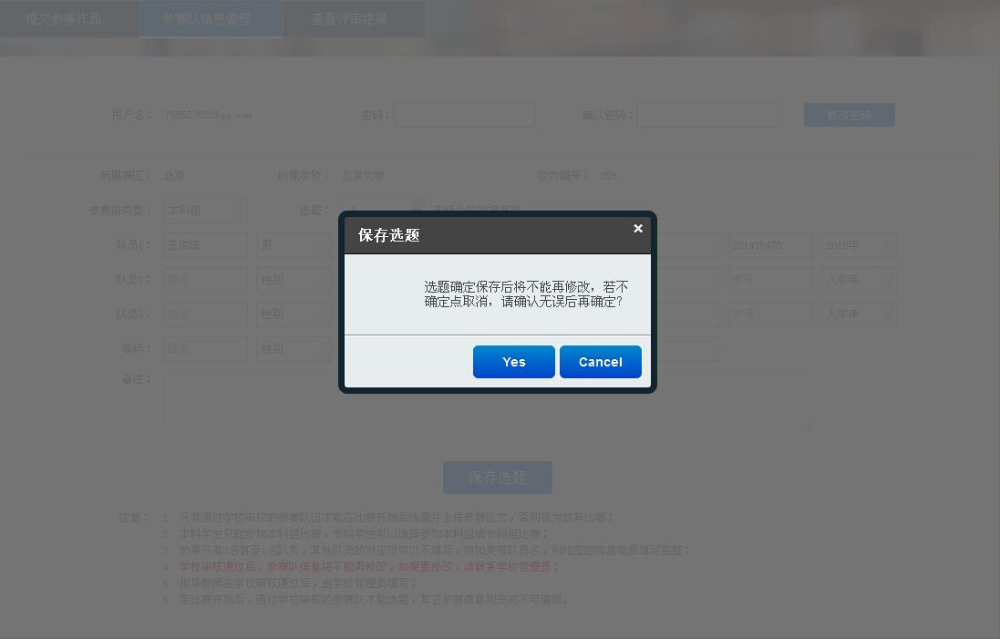 提交参赛作品 参赛队信息管理 查看评审结果
用户名： 密码： 确认密码： 修改密码
所属赛区： 北京 所属学校： 北京大学 校内编号： 025
参赛组类型： 本科组 选题：
保存选题 ×
队员1： 男 201415478 2015年
队员2： 姓名 性别 学号 入学年
选题确定保存后将不能再修改，若不
确定点取消，请确认无误后再确定？
队员3： 姓名 性别 学号 入学年
导师： 姓名 性别
Yes Cancel
备注：
保存选题
注意： 1. 只有通过学校审核的参赛队伍才能在比赛开始后选题并上传参赛论文，否则视为放弃比赛；
2. 本科学生只能参加本科组比赛，专科学生可以选择参加本科组或专科组比赛；
3. 如果只有2名甚至1名队员，其他队员的对应项可以不填写，但如果有队员名，则相应的信息需要填写完整；
4. 学校审核通过后，参赛队信息将不能再修改，如果要修改，请联系学校管理员；
5. 指导教师在学校审核通过后，由学校管理员填写；
6. 在比赛开始后，通过学校审核的参赛队才能选题，其它参赛信息则变成不可编辑。